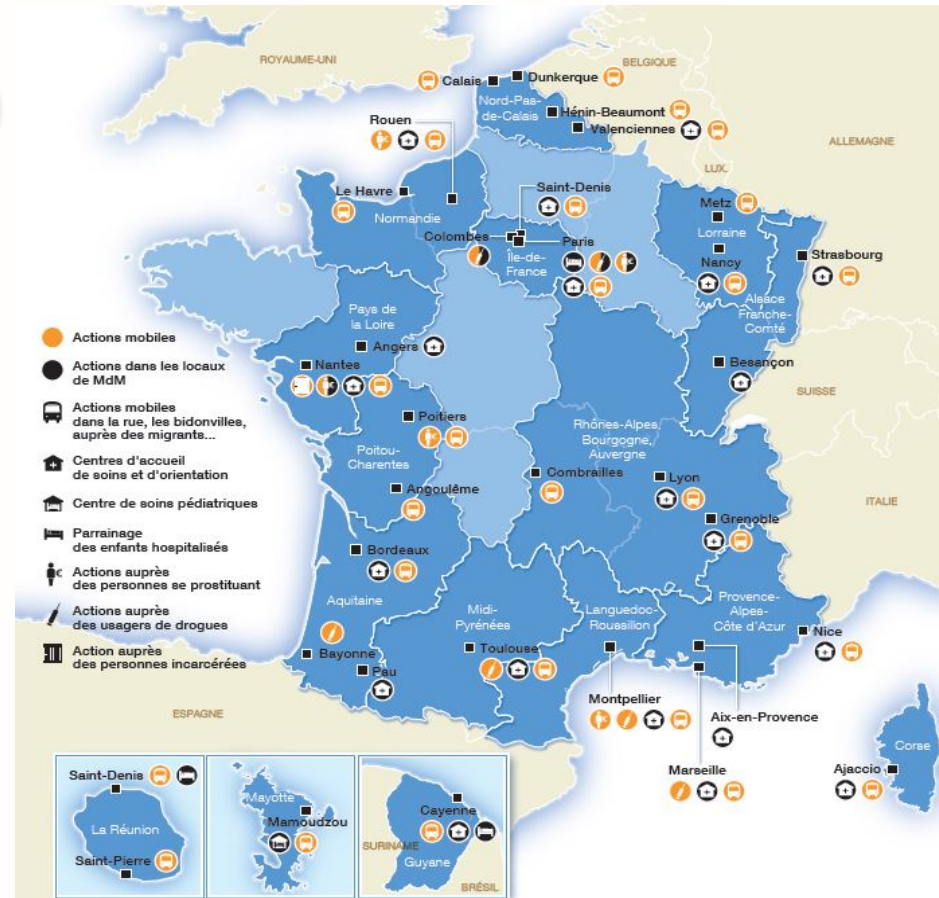 ROYAUME-UNI
BELGIQUE
ALLEMAGNE
LUX.
SUISSE
ITALIE
ESPAGNE
Calais
Dunkerque
Nord-Pas-
de-Calais
Hénin-Beaumont
Valenciennes
Rouen
Le Havre
Normandie
Saint-Denis
Colombes
Paris
Île-de-
France
Metz
Lorraine
Nancy
Strasbourg
Alsace
Franche-
Comté
Besançon
Pays de
la Loire
Angers
Nantes
Poitiers
Poitou-
Charentes
Angoulême
Rhônes-Alpes,
Bourgogne,
Auvergne
Combrailles
Lyon
Grenoble
Bordeaux
Aquitaine
Bayonne
Pau
Midi-
Pyrénées
Toulouse
Languedoc-
Roussillon
Montpellier
Provence-
Alpes-
Côte d'Azur
Nice
Aix-en-Provence
Marseille
Corse
Ajaccio
Actions mobiles
Actions dans les locaux
de MdM
Actions mobiles
dans la rue, les bidonvilles,
auprès des migrants...
Centres d'accueil
de soins et d'orientation
Centre de soins pédiatriques
Parrainage
des enfants hospitalisés
Actions auprès
des personnes se prostituant
Actions auprès
des usagers de drogues
Action auprès
des personnes incarcérées
Saint-Denis
La Réunion
Saint-Pierre
Mayotte
Mamoudzou
Cayenne
SURINAME
Guyane
BRÉSIL